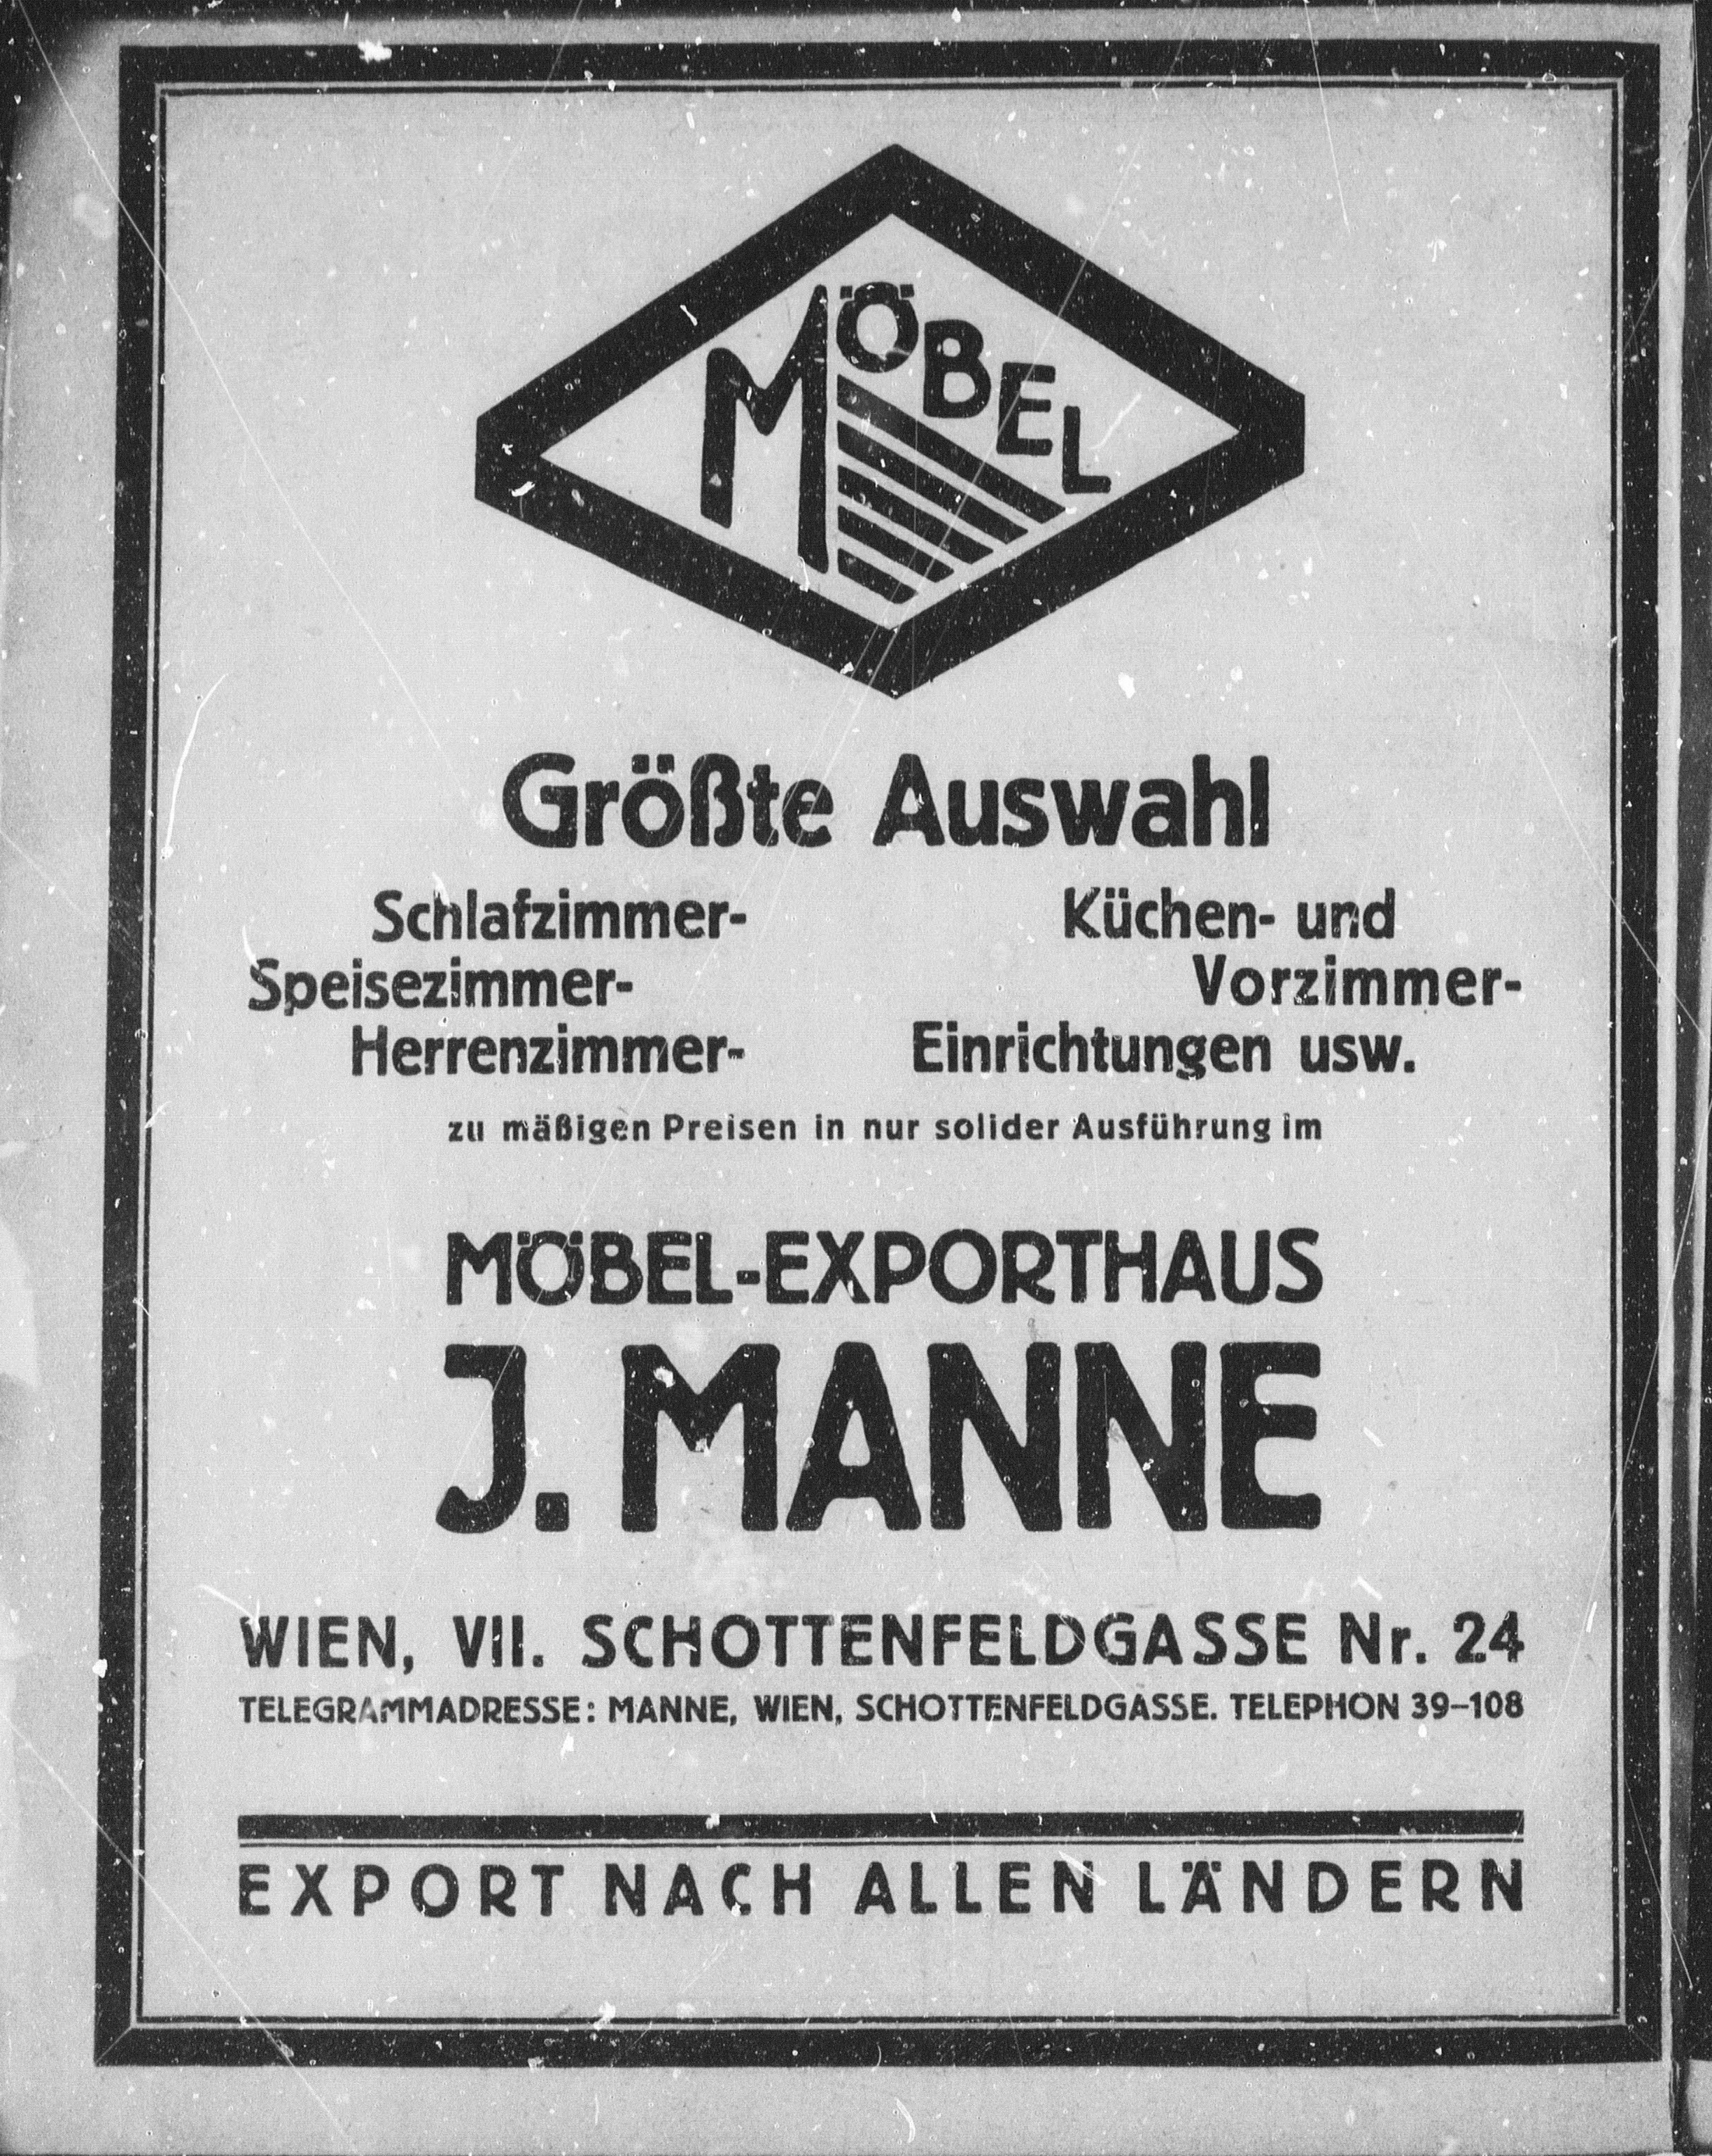 MÖBEL
Größte Auswahl
Schlafzimmer-
Speisezimmer-
Herrenzimmer-
Küchen- und
Vorzimmer-
Einrichtungen usw.
zu mäßigen Preisen in nur solider Ausführung im
MÖBEL-EXPORTHAUS
J. MANNE
WIEN, VII. SCHOTTENFELDGASSE Nr. 24
TELEGRAMMADRESSE: MANNE, WIEN, SCHOTTENFELDGASSE. TELEPHON 39-108
EXPORT NACH ALLEN LÄNDERN